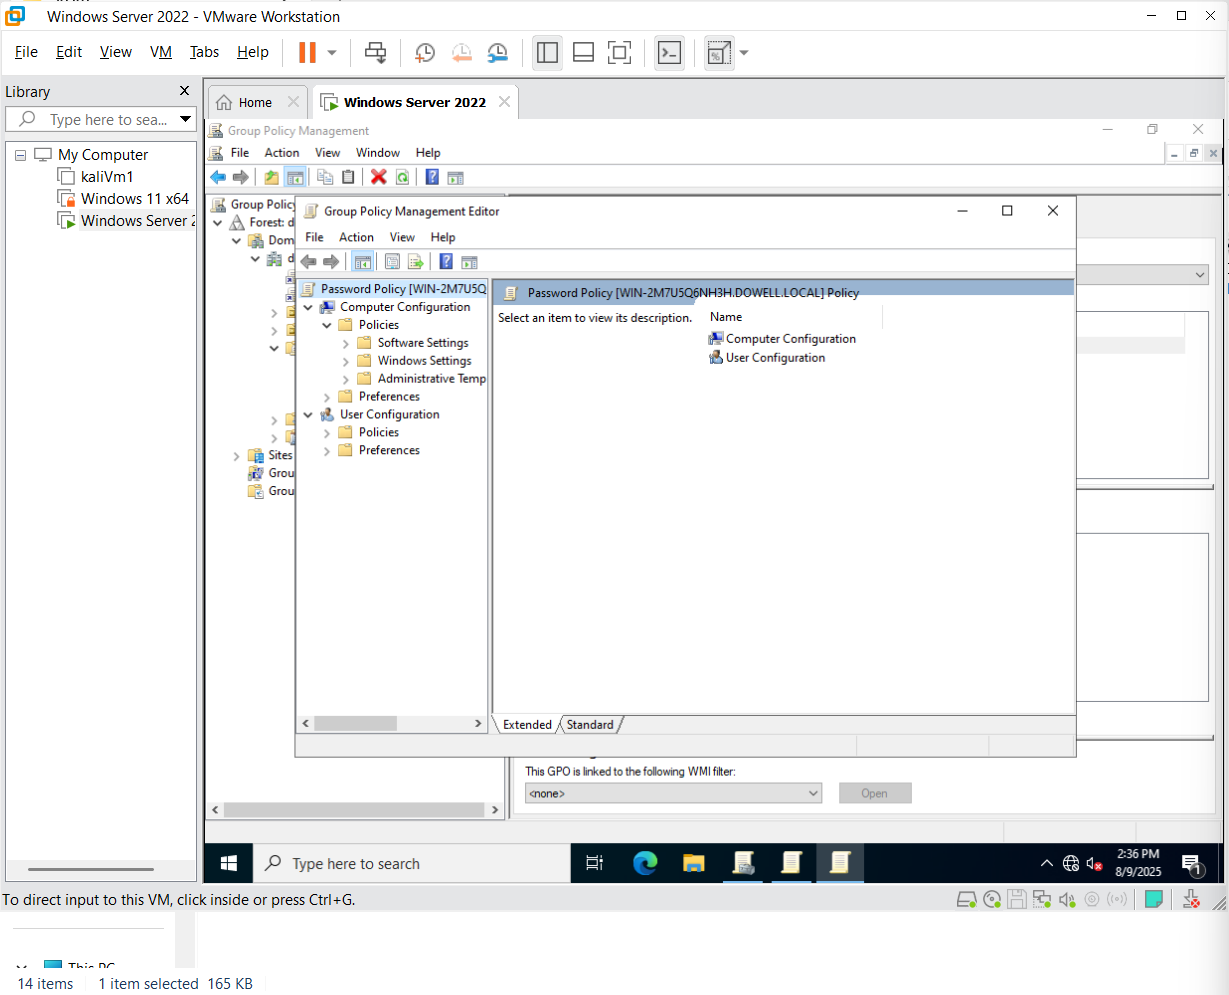 Windows Server 2022 - VMware Workstation
File Edit View VM Tabs Help
Library
Type here to sea...
Home
Windows Server 2022
My Computer
kaliVm1
Windows 11 x64
Windows Server 2
Group Policy Management
File Action View Window Help
Group Policy
Forest: d
Dom
d
Sites
Grou
Grou
Group Policy Management Editor
File Action View Help
Password Policy [WIN-2M7U5Q
Computer Configuration
Policies
Software Settings
Windows Settings
Administrative Temp
Preferences
User Configuration
Policies
Preferences
Password Policy [WIN-2M7U5Q6NH3H.DOWELL.LOCAL] Policy
Select an item to view its description.
Name
Computer Configuration
User Configuration
Extended Standard
This GPO is linked to the following WMI filter:
<none>
Open
Type here to search
2:36 PM
8/9/2025
1
To direct input to this VM, click inside or press Ctrl+G.
This PC
14 items 1 item selected 165 KB